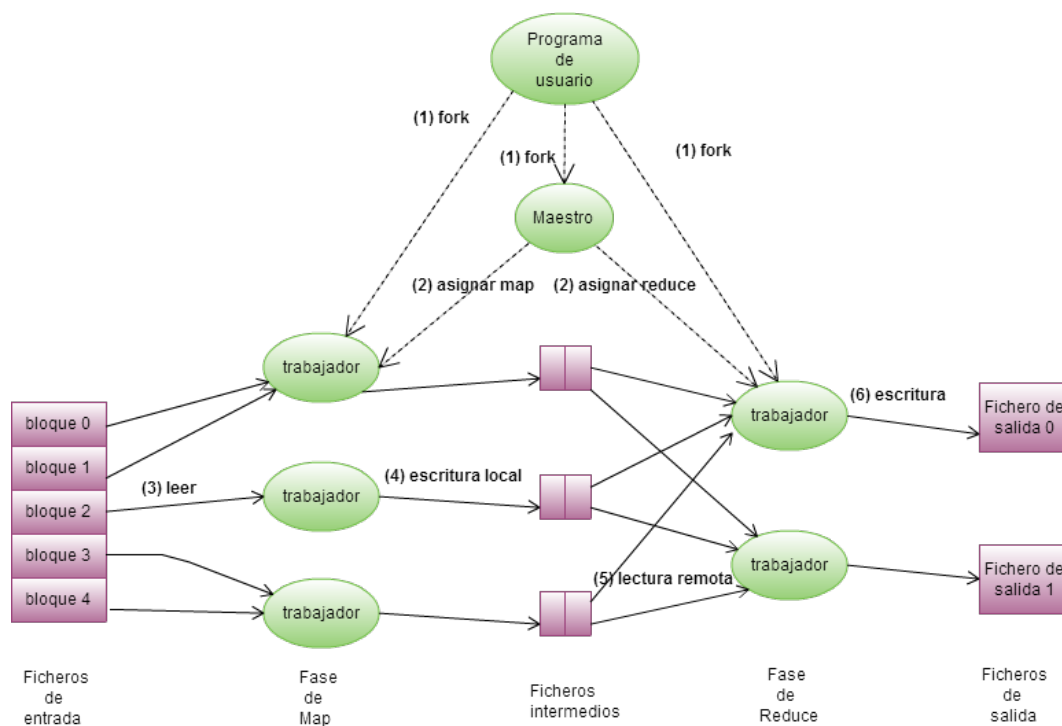 Programa
de
usuario
(1) fork
(1) fork
(1) fork
Maestro
(2) asignar map
(2) asignar reduce
trabajador
trabajador
(6) escritura
Fichero de
salida 0
bloque 0
bloque 1
bloque 2
bloque 3
bloque 4
(3) leer
trabajador
(4) escritura local
trabajador
(5) lectura remota
trabajador
Fichero de
salida 1
Ficheros
de
entrada
Fase
de
Map
Ficheros
intermedios
Fase
de
Reduce
Ficheros
de
salida